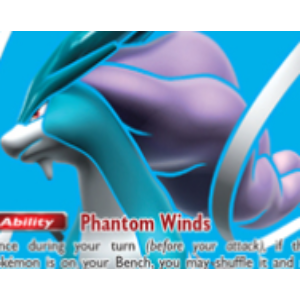 Ability Phantom Winds
nce during your turn (before your attack), if th
okémon is on your Bench, you may shuffle it and